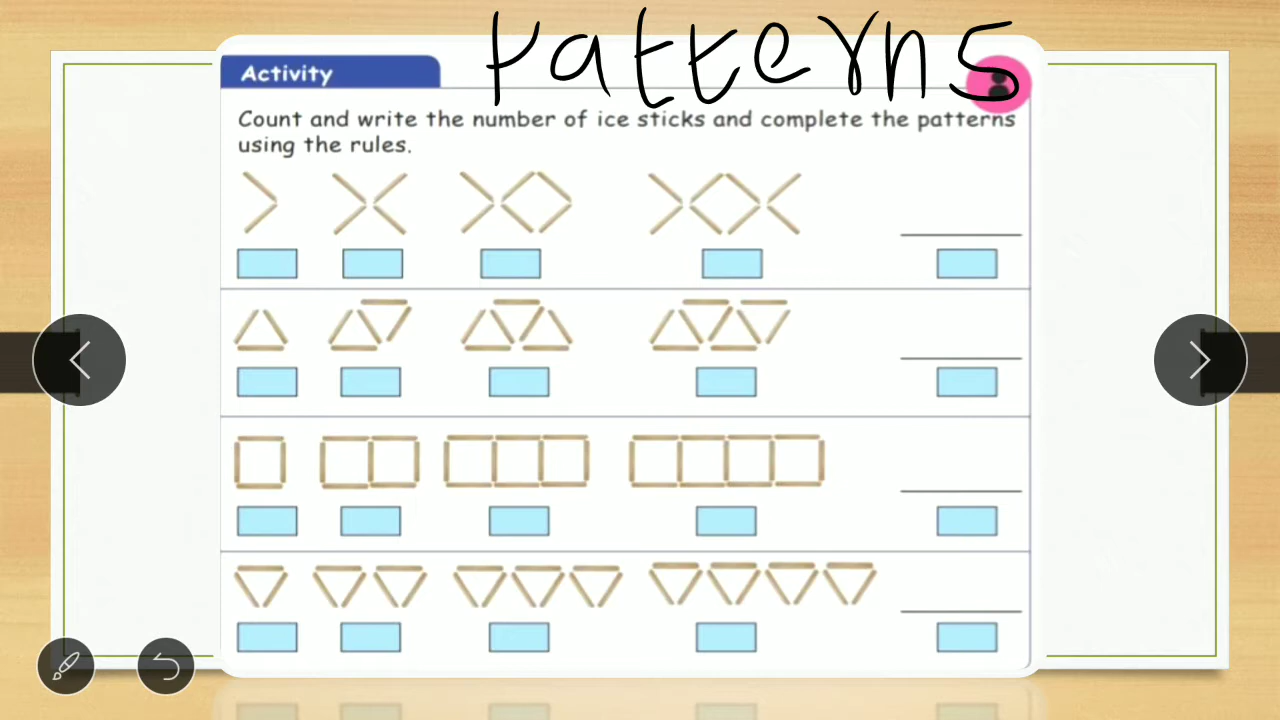 Patterns
Activity
Count and write the number of ice sticks and complete the patterns
using the rules.